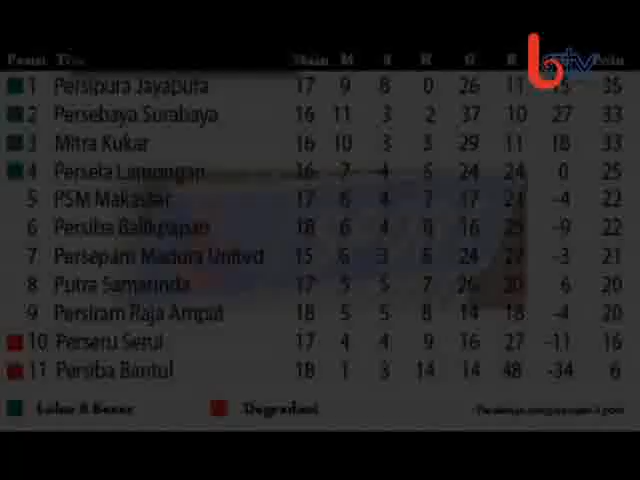 Posisi Tim Main M S K G K Poin
tv
1 Persipura Jayapura 17 9 8 0 26 11 15 35
2 Persebaya Surabaya 16 11 3 2 37 10 27 33
3 Mitra Kukar 16 10 3 3 29 11 18 33
4 Persela Lamongan 16 7 4 5 24 24 0 25
5 PSM Makassar 17 6 4 7 17 21 -4 22
6 Persiba Balikpapan 18 6 4 8 16 25 -9 22
7 Persepam Madura United 15 6 3 6 24 27 -3 21
8 Putra Samarinda 17 5 5 7 26 20 6 20
9 Persiram Raja Ampat 18 5 5 8 14 18 -4 20
10 Perseru Serui 17 4 4 9 16 27 -11 16
11 Persiba Bantul 18 1 3 14 14 48 -34 6
Lolos 8 Besar Degradasi